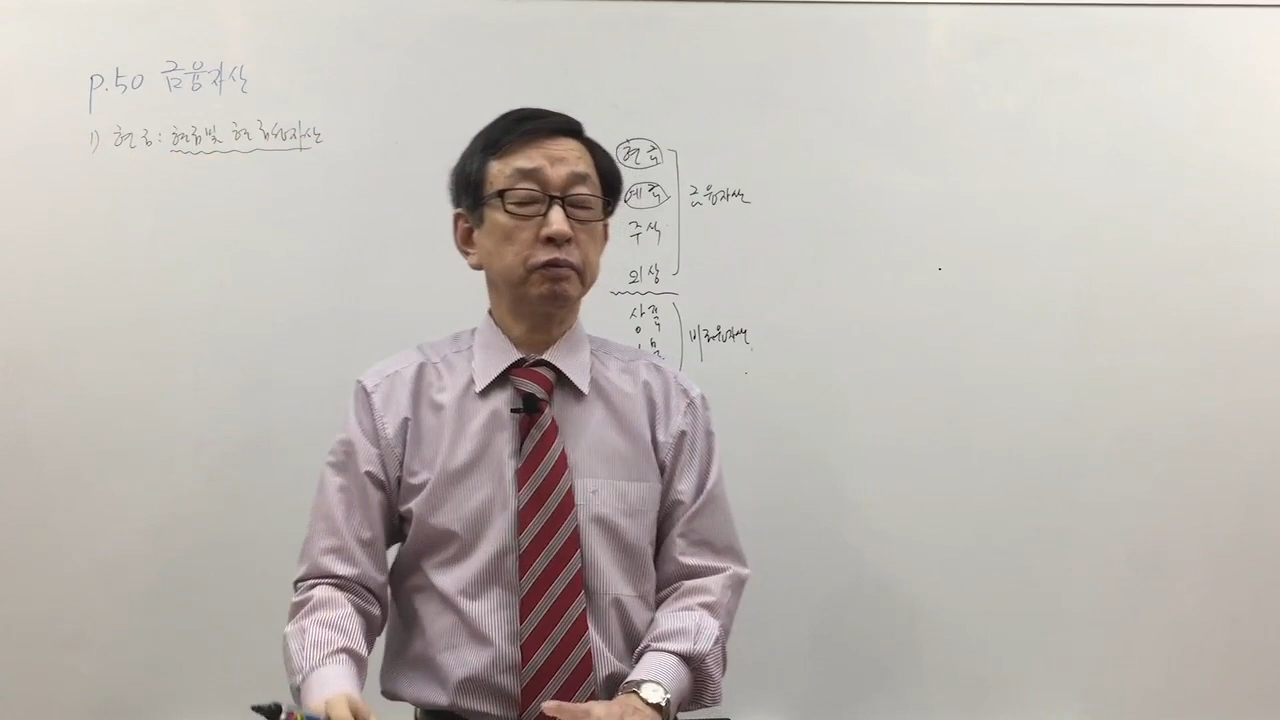 p.50 금융자산
1) 현금: 현금및 현금성자산
현금
예금
주식
외상
금융자산
상품
비금융자산